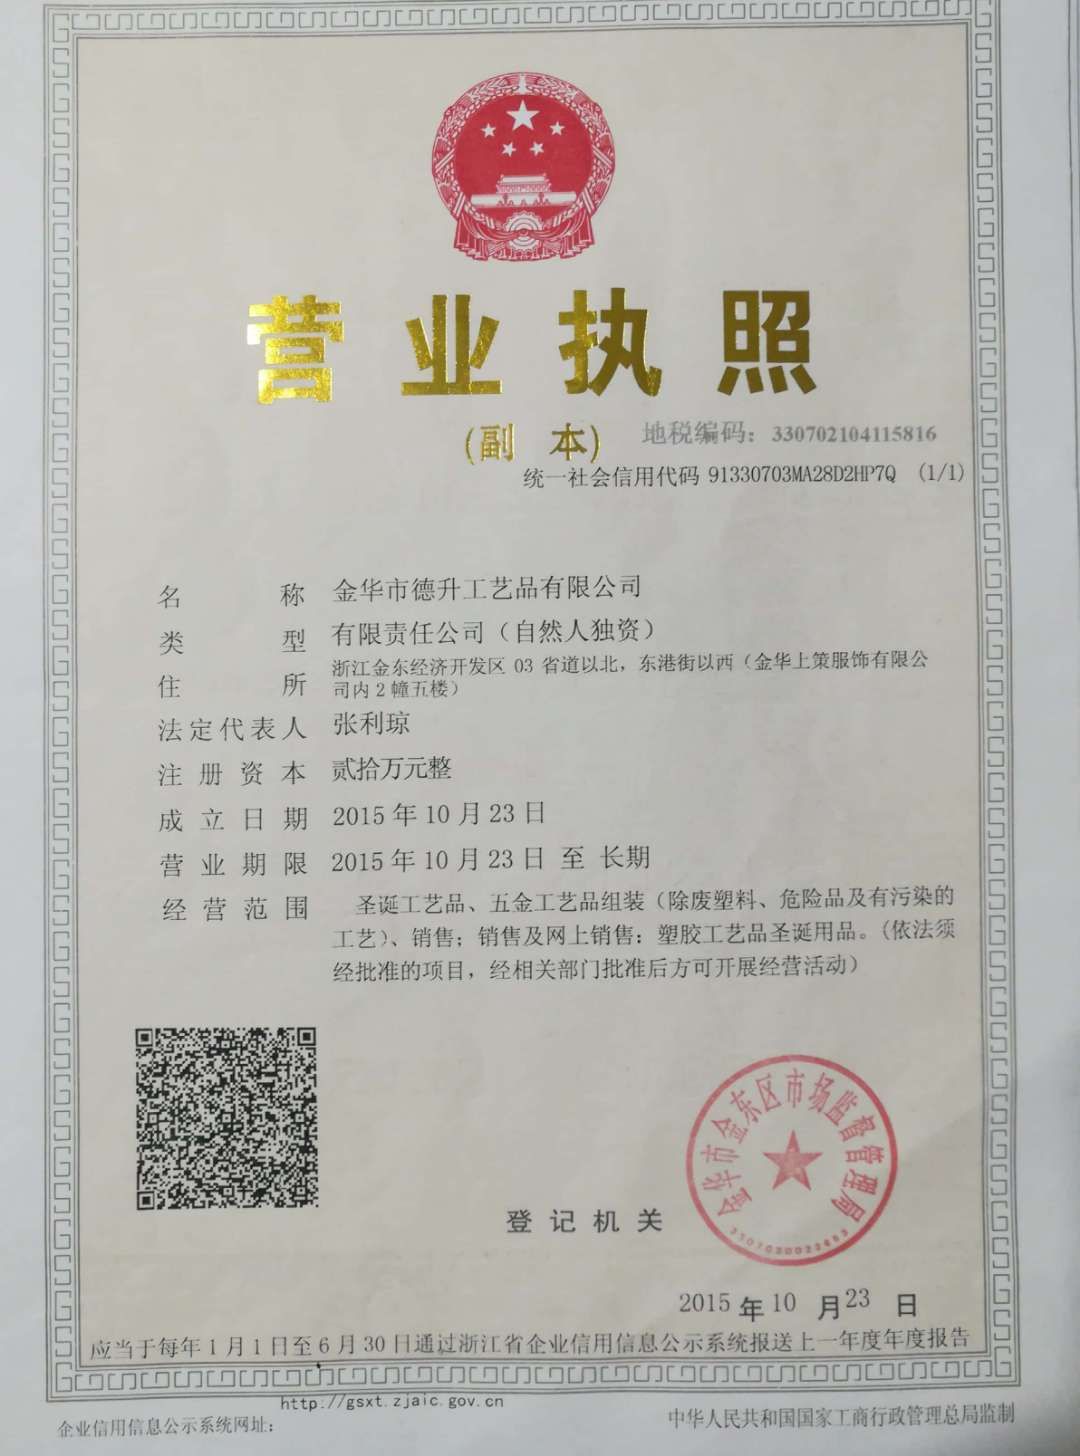 营业执照
(副 本)
地税编码：330702104115816
统一社会信用代码 91330703MA28D2HP7Q (1/1)
名 称 金华市德升工艺品有限公司
类 型 有限责任公司（自然人独资）
住 所 浙江金东经济开发区 03 省道以北，东港街以西（金华上策服饰有限公
司内 2 幢五楼）
法定代表人 张利琼
注册资本 贰拾万元整
成立日期 2015 年 10 月 23 日
营业期限 2015 年 10 月 23 日 至 长期
经营范围 圣诞工艺品、五金工艺品组装（除废塑料、危险品及有污染的
工艺）、销售；销售及网上销售：塑胶工艺品圣诞用品。（依法须
经批准的项目，经相关部门批准后方可开展经营活动）
金华市金东区市场监督管理局
登记机关
2015 年 10 月 23 日
应当于每年 1 月 1 日至 6 月 30 日通过浙江省企业信用信息公示系统报送上一年度年度报告
企业信用信息公示系统网址： http://gsxt.zjaic.gov.cn
中华人民共和国国家工商行政管理总局监制